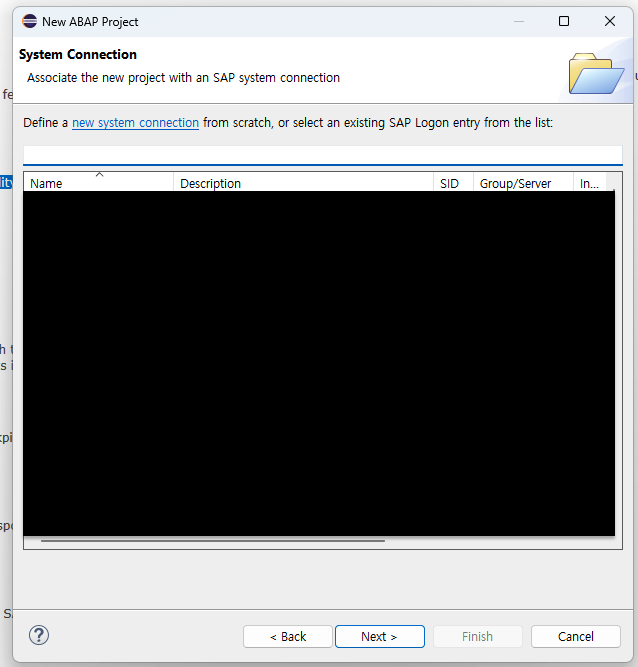 New ABAP Project
System Connection
Associate the new project with an SAP system connection
Define a new system connection from scratch, or select an existing SAP Logon entry from the list:
Name Description SID Group/Server In...
? < Back Next > Finish Cancel